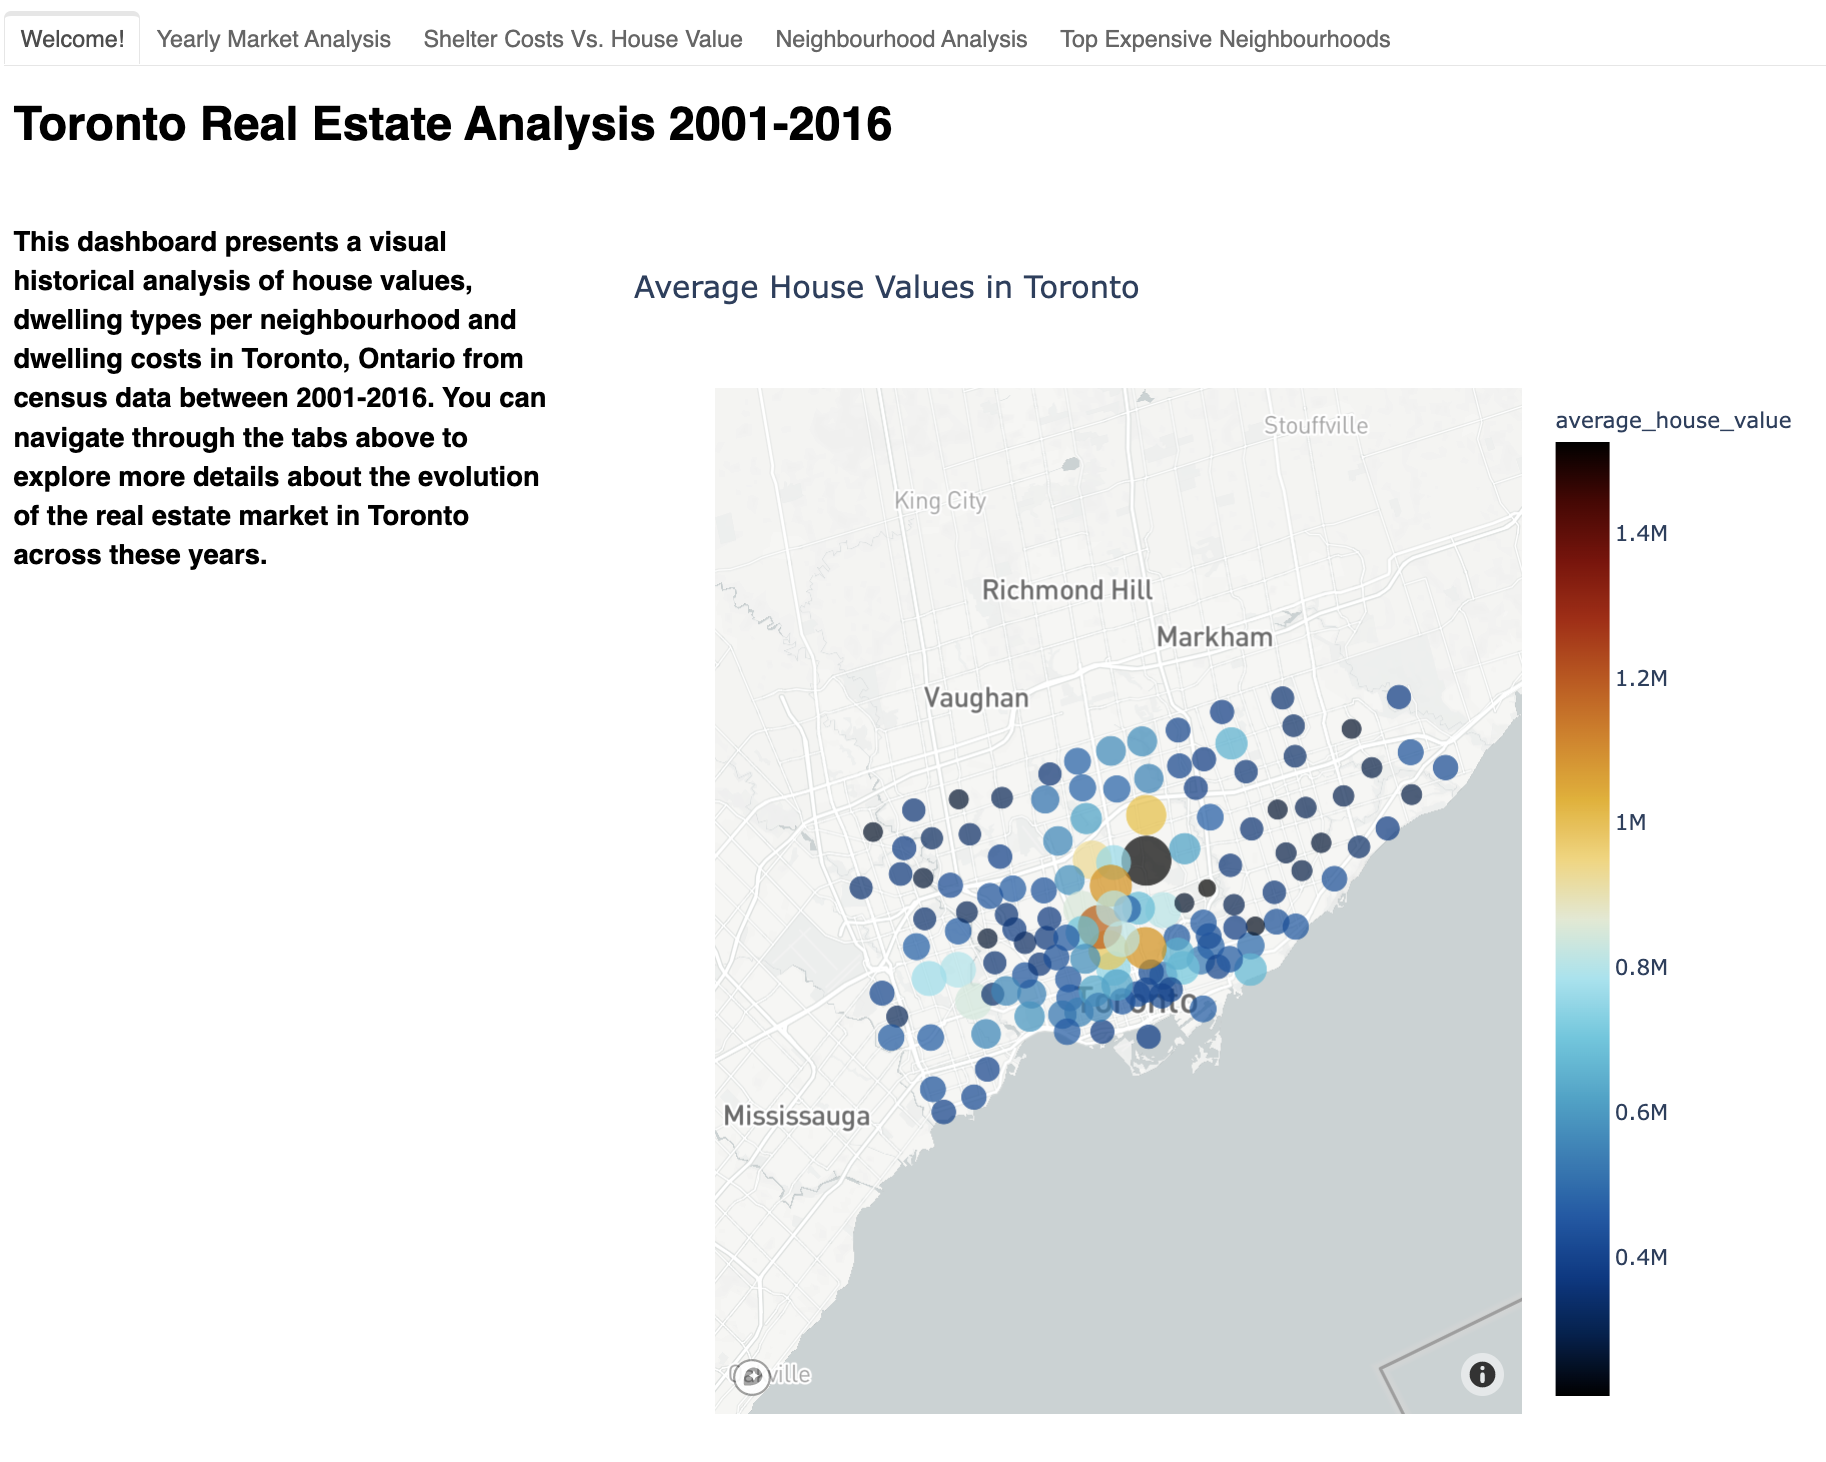 Welcome!
Yearly Market Analysis
Shelter Costs Vs. House Value
Neighbourhood Analysis
Top Expensive Neighbourhoods
Toronto Real Estate Analysis 2001-2016
This dashboard presents a visual
historical analysis of house values,
dwelling types per neighbourhood and
dwelling costs in Toronto, Ontario from
census data between 2001-2016. You can
navigate through the tabs above to
explore more details about the evolution
of the real estate market in Toronto
across these years.
Average House Values in Toronto
Stouffville
King City
Richmond Hill
Markham
Vaughan
Toronto
Mississauga
average_house_value
1.4M
1.2M
1M
0.8M
0.6M
0.4M